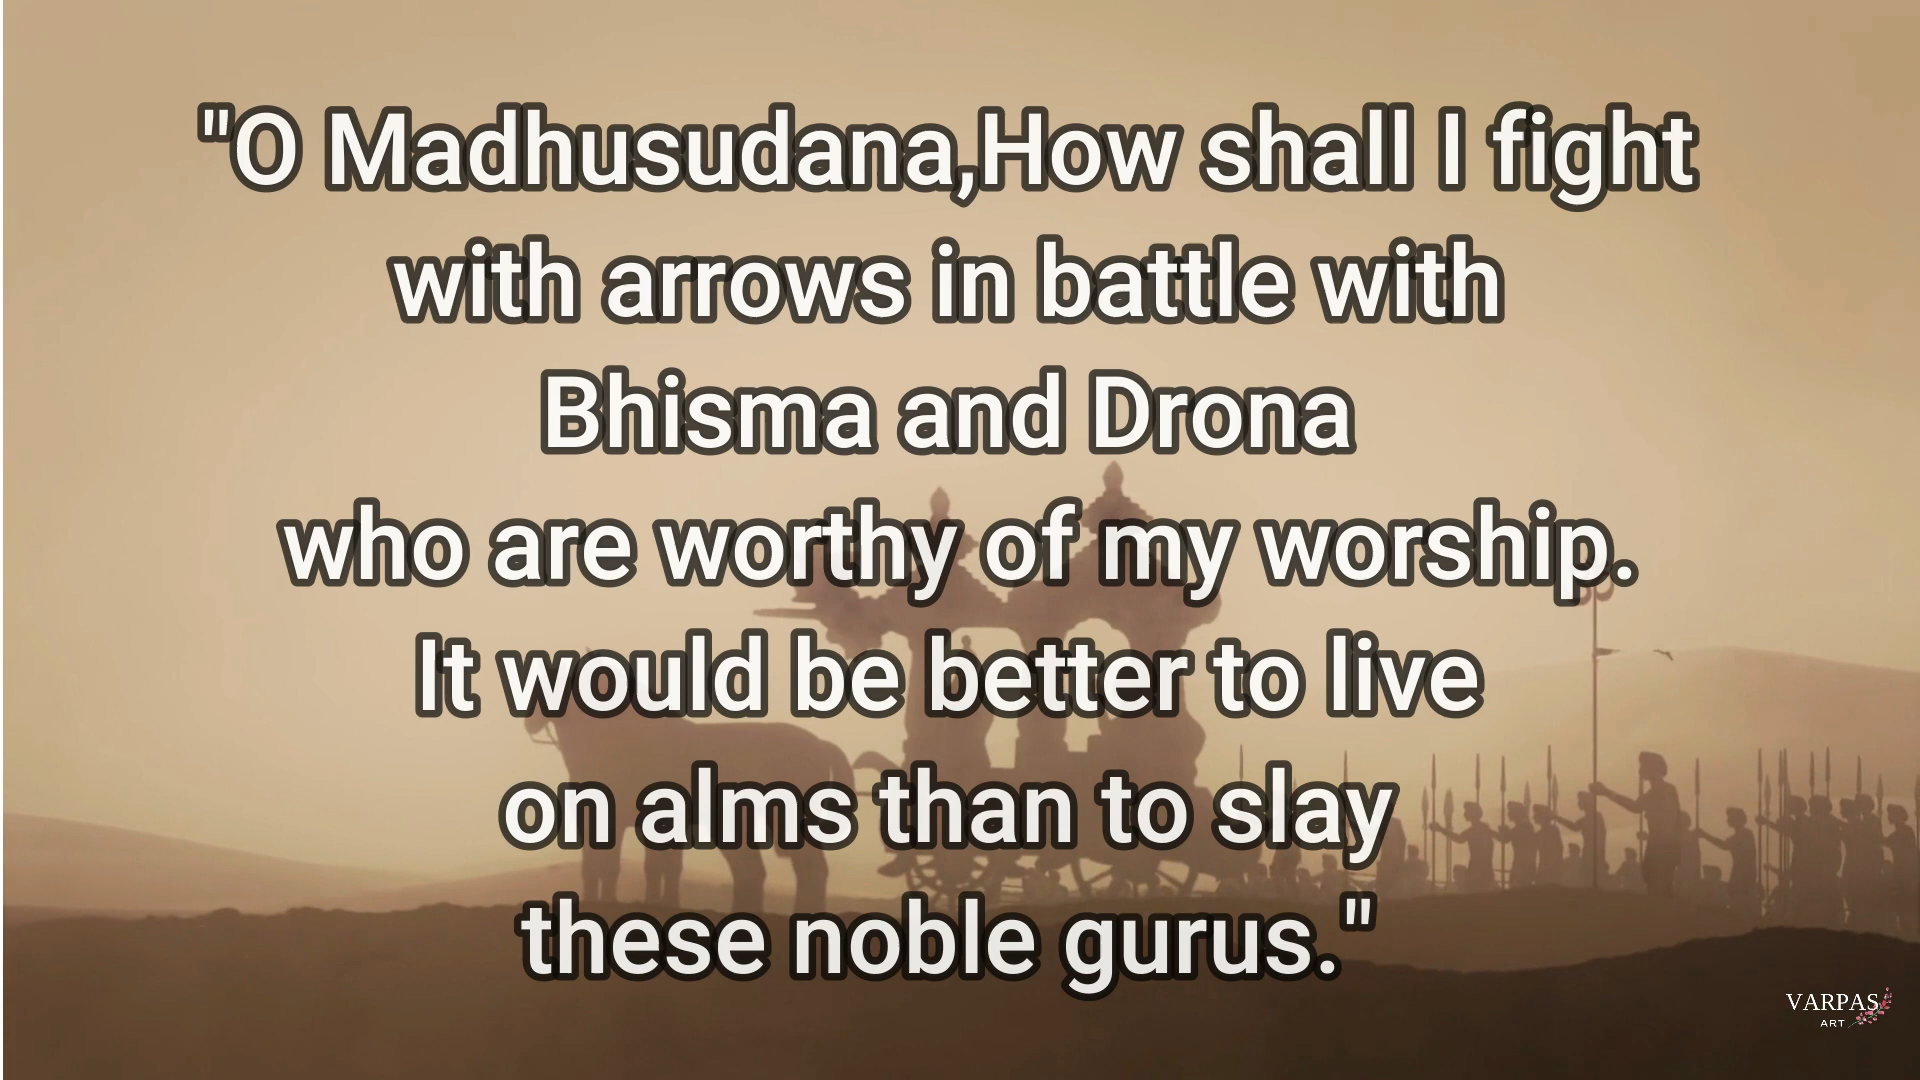 "O Madhusudana,How shall I fight
with arrows in battle with
Bhisma and Drona
who are worthy of my worship.
It would be better to live
on alms than to slay
these noble gurus."
VARPAS
ART